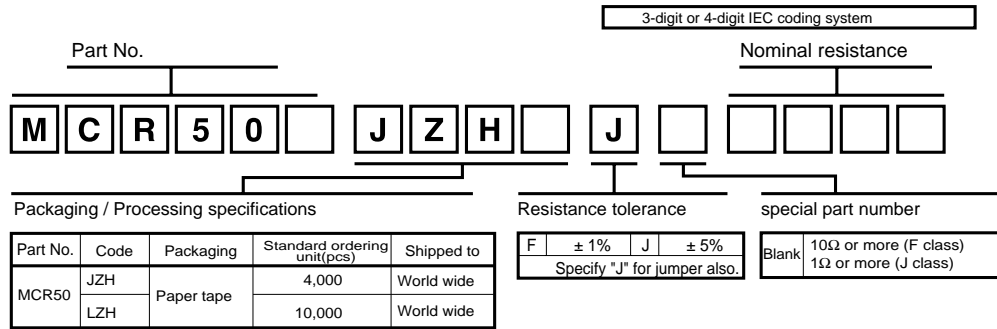 3-digit or 4-digit IEC coding system
Part No.
Nominal resistance
M C R 5 0 J Z H J
Packaging / Processing specifications
Resistance tolerance
special part number
Part No. Code Packaging Standard ordering unit(pcs) Shipped to
MCR50 JZH Paper tape 4,000 World wide
LZH 10,000 World wide
F ± 1% J ± 5%
Specify "J" for jumper also.
Blank 10Ω or more (F class)
1Ω or more (J class)